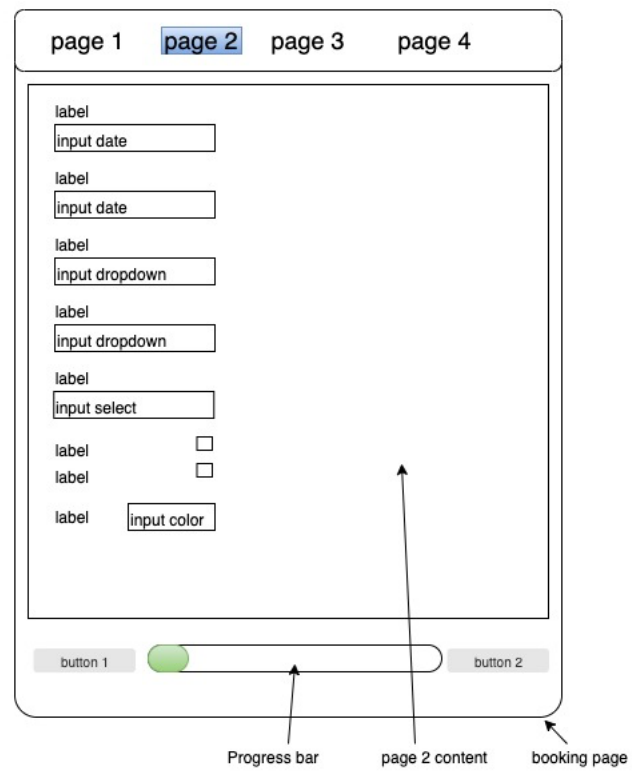 page 1 page 2 page 3 page 4
label
input date
label
input date
label
input dropdown
label
input dropdown
label
input select
label
label
label input color
button 1 button 2
Progress bar page 2 content booking page